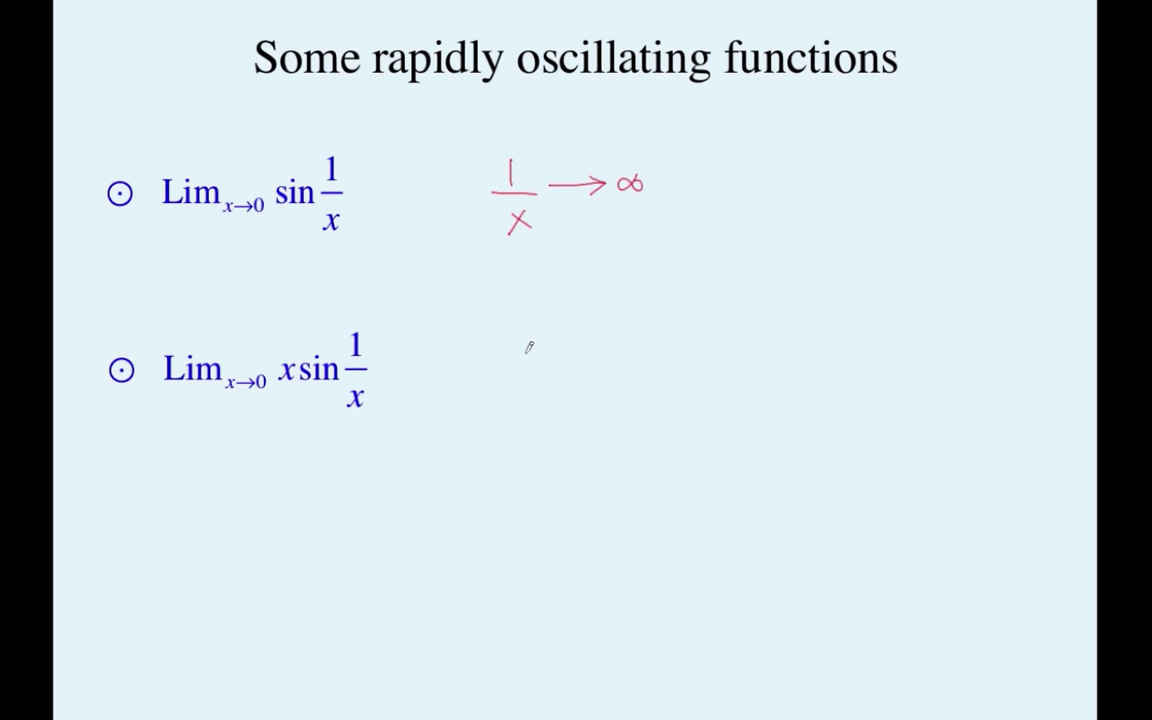 Some rapidly oscillating functions
⊙ Lim_{x→0} sin 1/x
1/x → ∞
⊙ Lim_{x→0} x sin 1/x